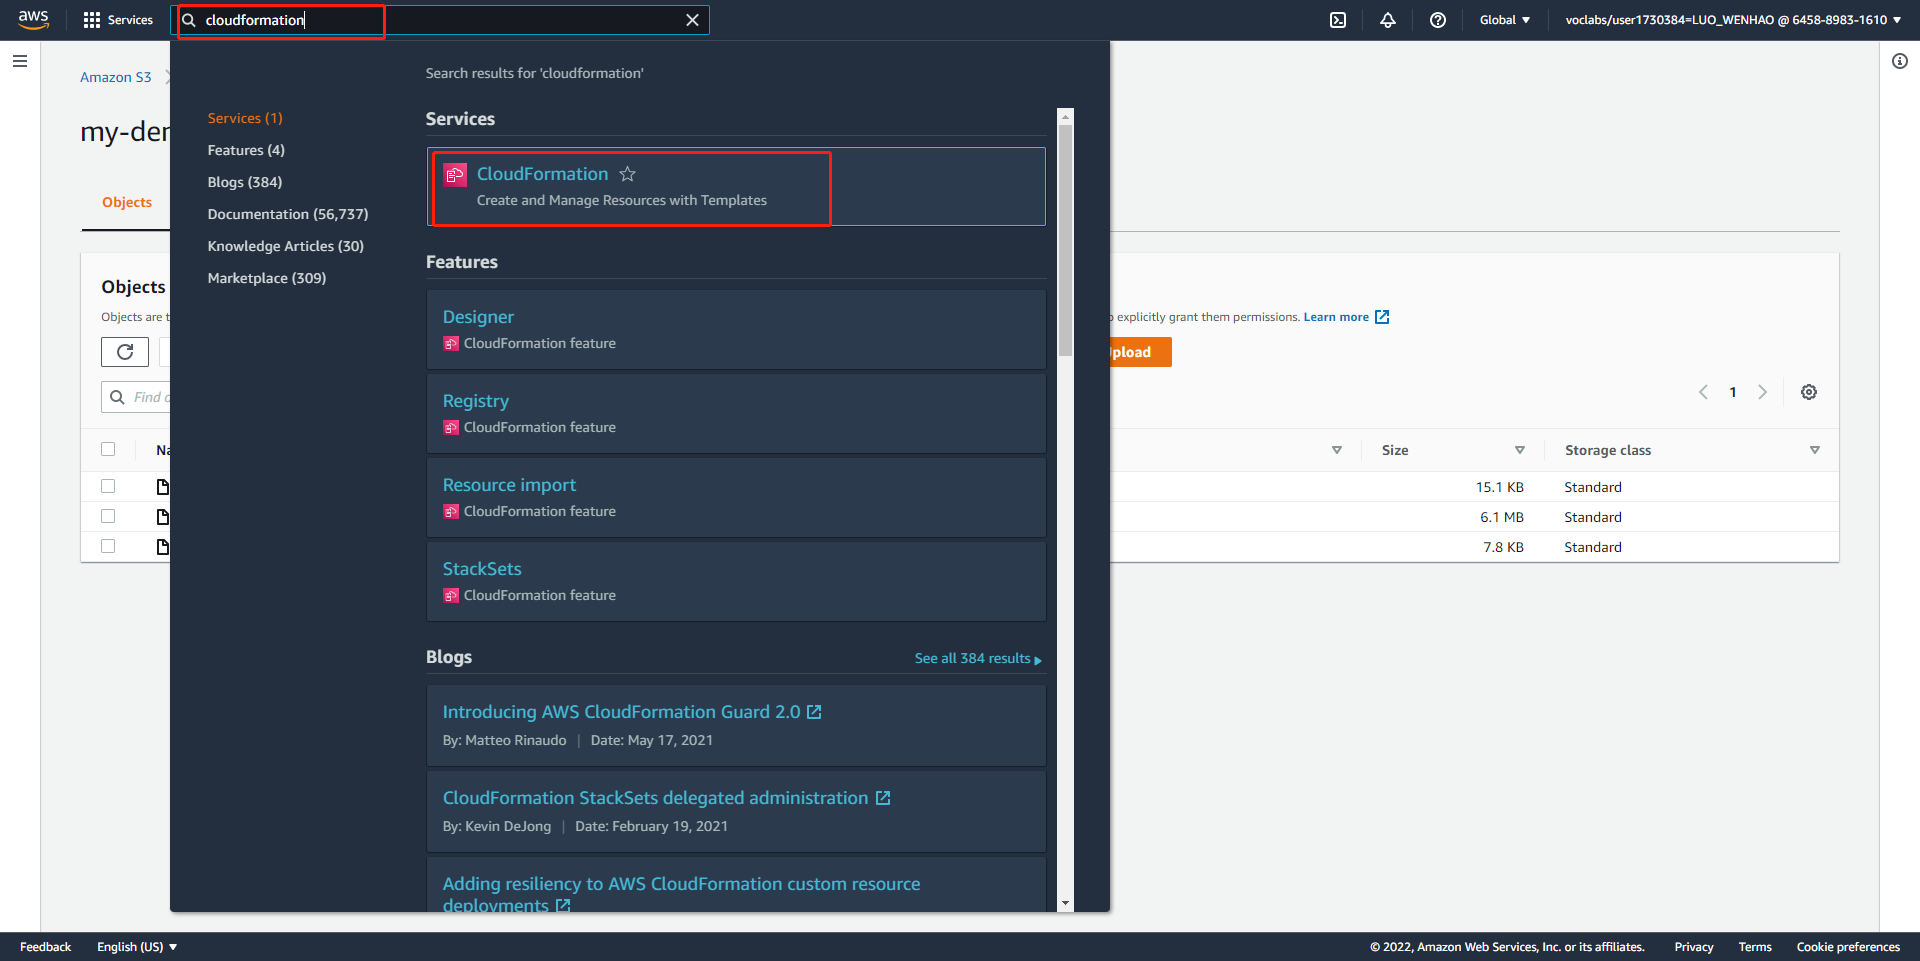 aws
Services
cloudformation
Global
voclabs/user1730384=LUO_WENHAO @ 6458-8983-1610
Amazon S3
my-der
Objects
Objects
Objects are t
Find
Na
Search results for 'cloudformation'
Services (1)
Features (4)
Blogs (384)
Documentation (56,737)
Knowledge Articles (30)
Marketplace (309)
Services
CloudFormation
Create and Manage Resources with Templates
Features
Designer
CloudFormation feature
Registry
CloudFormation feature
Resource import
CloudFormation feature
StackSets
CloudFormation feature
Blogs
See all 384 results
Introducing AWS CloudFormation Guard 2.0
By: Matteo Rinaudo | Date: May 17, 2021
CloudFormation StackSets delegated administration
By: Kevin DeJong | Date: February 19, 2021
Adding resiliency to AWS CloudFormation custom resource
deployments
explicitly grant them permissions. Learn more
pload
1
Size
Storage class
15.1 KB Standard
6.1 MB Standard
7.8 KB Standard
Feedback
English (US)
© 2022, Amazon Web Services, Inc. or its affiliates.
Privacy
Terms
Cookie preferences